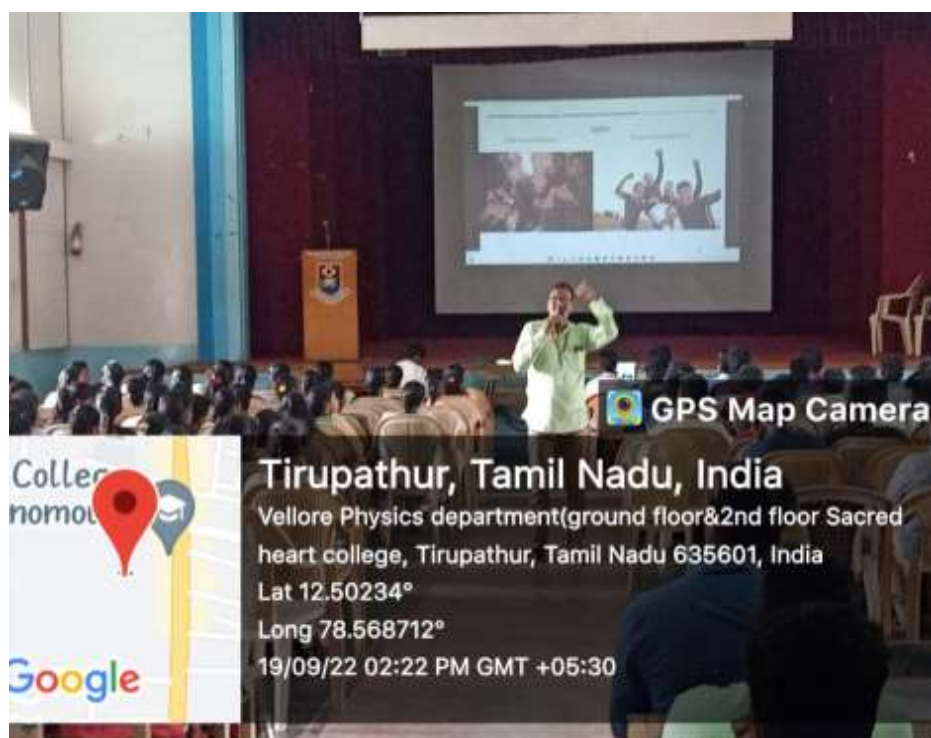 GPS Map Camera
Colle
nomou
Tirupathur, Tamil Nadu, India
Vellore Physics department(ground floor&2nd floor Sacred
heart college, Tirupathur, Tamil Nadu 635601, India
Lat 12.50234°
Long 78.568712°
19/09/22 02:22 PM GMT +05:30
Google